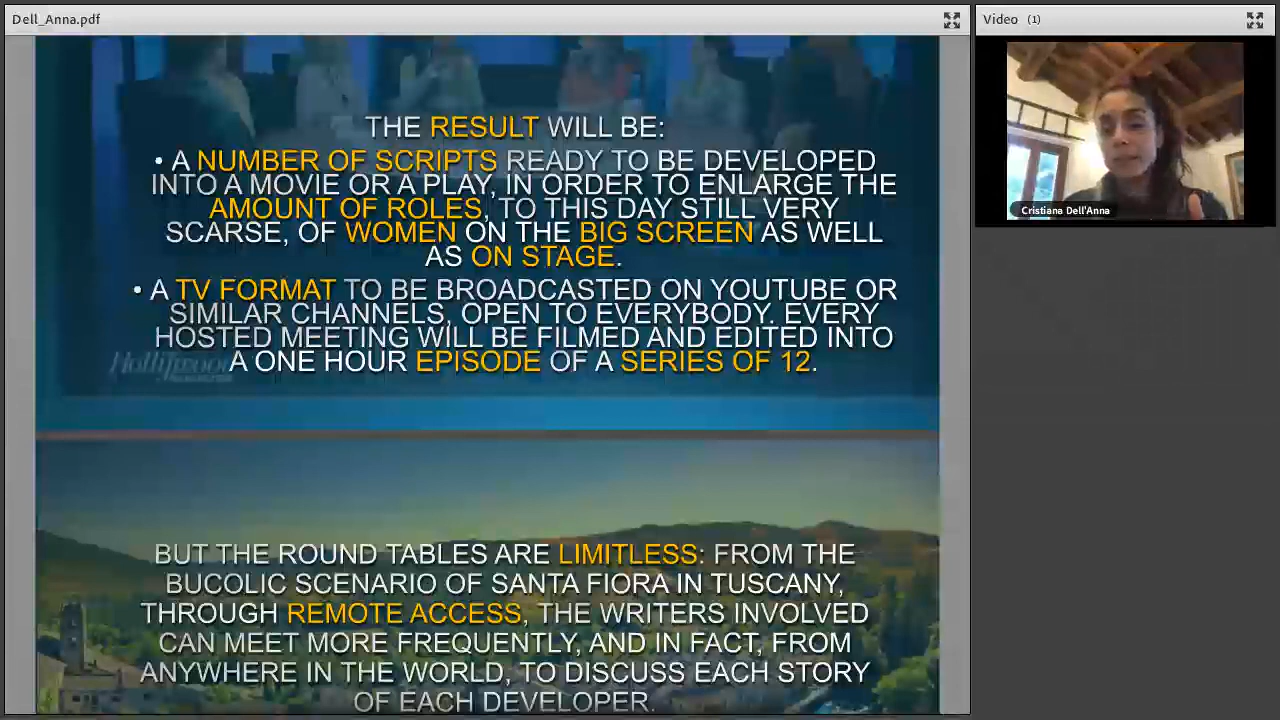 Dell_Anna.pdf
Video (1)
Cristiana Dell'Anna
THE RESULT WILL BE:
• A NUMBER OF SCRIPTS READY TO BE DEVELOPED
INTO A MOVIE OR A PLAY, IN ORDER TO ENLARGE THE
AMOUNT OF ROLES, TO THIS DAY STILL VERY
SCARSE, OF WOMEN ON THE BIG SCREEN AS WELL
AS ON STAGE.
• A TV FORMAT TO BE BROADCASTED ON YOUTUBE OR
SIMILAR CHANNELS, OPEN TO EVERYBODY. EVERY
HOSTED MEETING WILL BE FILMED AND EDITED INTO
A ONE HOUR EPISODE OF A SERIES OF 12.
BUT THE ROUND TABLES ARE LIMITLESS: FROM THE
BUCOLIC SCENARIO OF SANTA FIORA IN TUSCANY,
THROUGH REMOTE ACCESS, THE WRITERS INVOLVED
CAN MEET MORE FREQUENTLY, AND IN FACT, FROM
ANYWHERE IN THE WORLD, TO DISCUSS EACH STORY
OF EACH DEVELOPER.